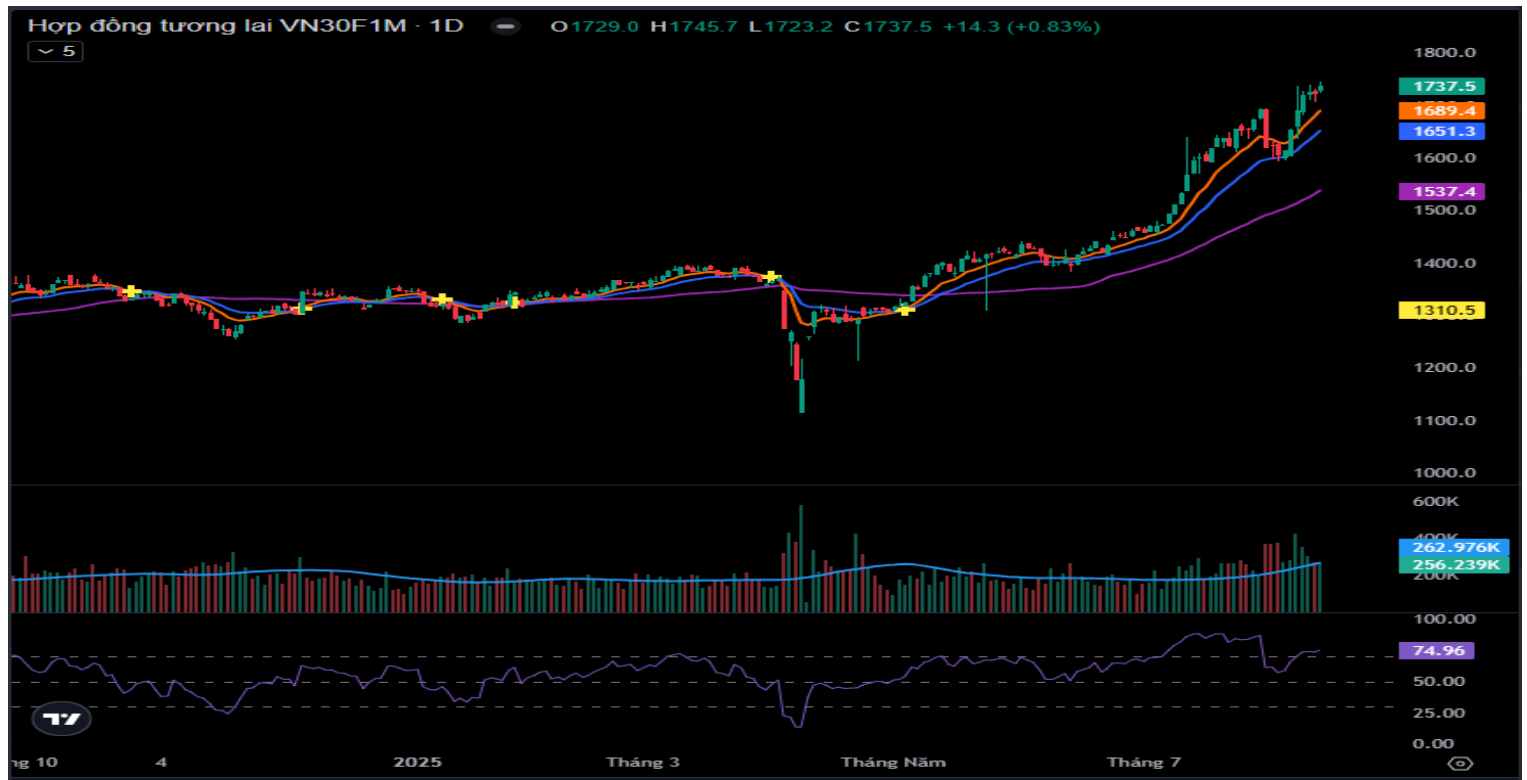 Hợp đồng tương lai VN30F1M · 1D O1729.0 H1745.7 L1723.2 C1737.5 +14.3 (+0.83%)
5
1800.0
1737.5
1689.4
1651.3
1600.0
1537.4
1500.0
1400.0
1310.5
1200.0
1100.0
1000.0
600K
400K
262.976K
256.239K
200K
100.00
74.96
50.00
25.00
0.00
ng 10 4 2025 Tháng 3 Tháng Năm Tháng 7